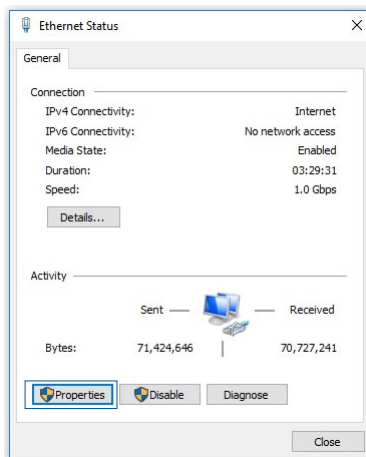 Ethernet Status
General
Connection
IPv4 Connectivity: Internet
IPv6 Connectivity: No network access
Media State: Enabled
Duration: 03:29:31
Speed: 1.0 Gbps
Details...
Activity
Sent Received
Bytes: 71,424,646 70,727,241
Properties Disable Diagnose
Close